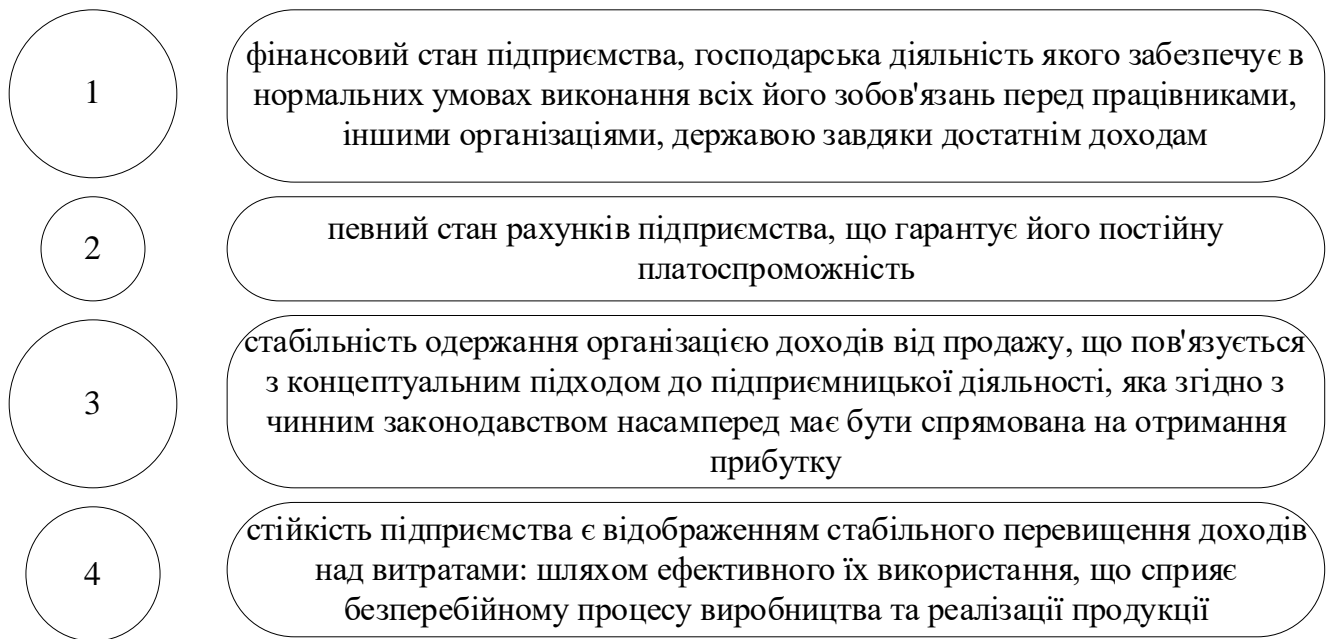 1
фінансовий стан підприємства, господарська діяльність якого забезпечує в
нормальних умовах виконання всіх його зобов'язань перед працівниками,
іншими організаціями, державою завдяки достатнім доходам
2
певний стан рахунків підприємства, що гарантує його постійну
платоспроможність
3
стабільність одержання організацією доходів від продажу, що пов'язується
з концептуальним підходом до підприємницької діяльності, яка згідно з
чинним законодавством насамперед має бути спрямована на отримання
прибутку
4
стійкість підприємства є відображенням стабільного перевищення доходів
над витратами: шляхом ефективного їх використання, що сприяє
безперебійному процесу виробництва та реалізації продукції